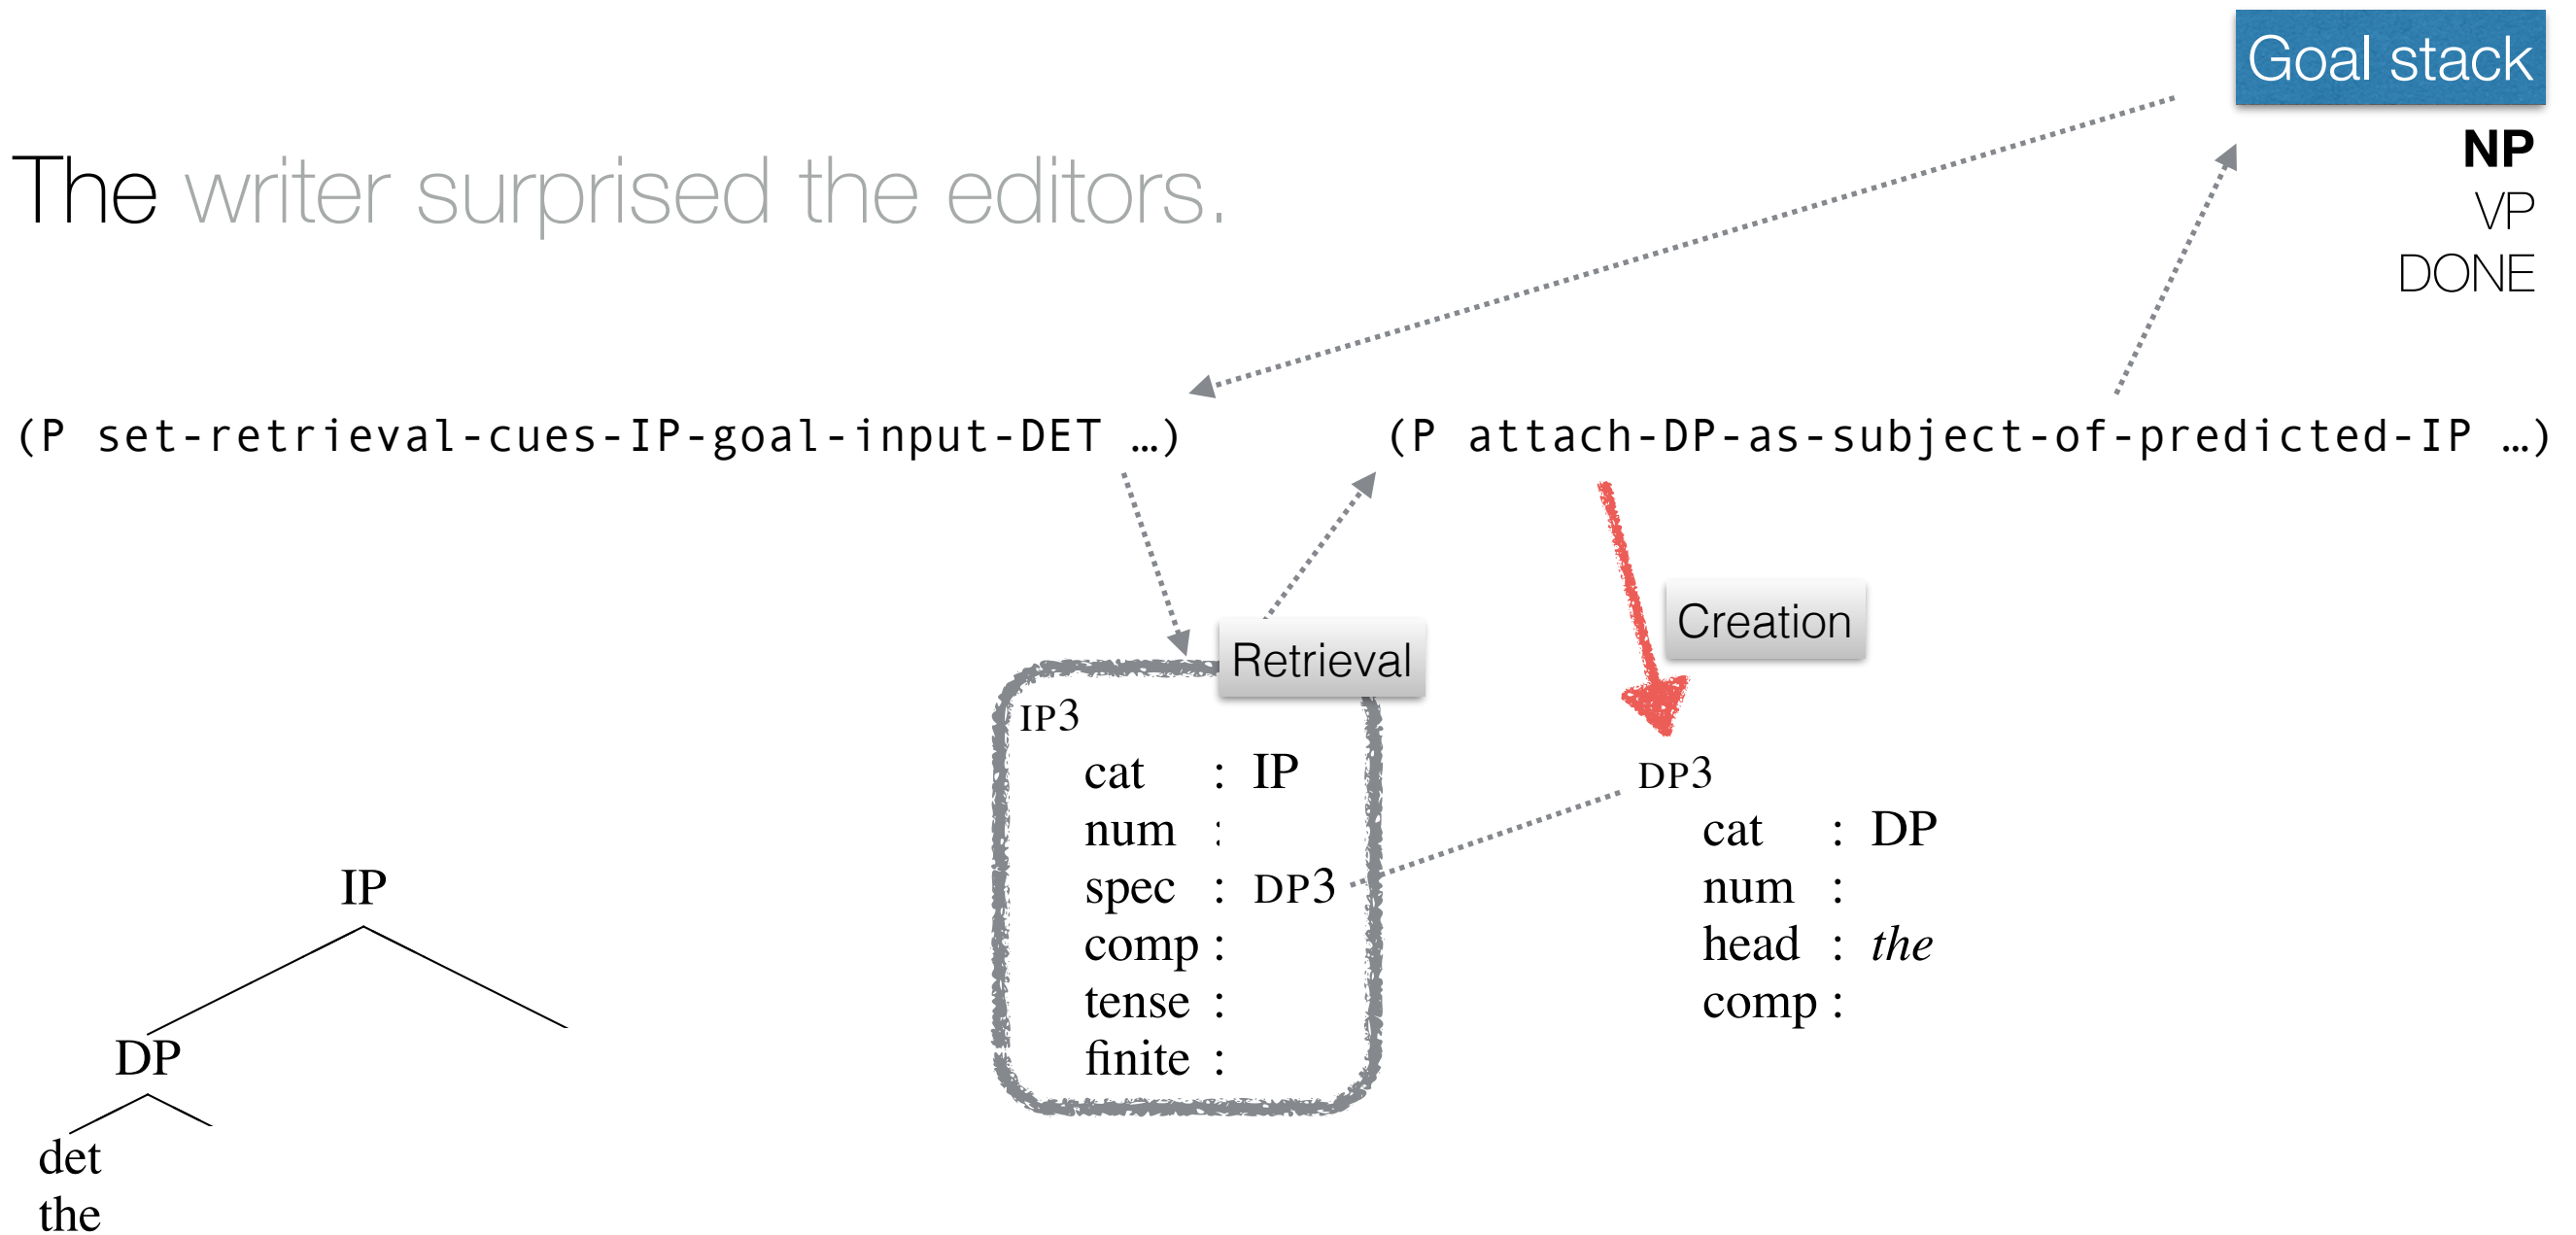 Goal stack
NP
VP
DONE
The writer surprised the editors.
(P set-retrieval-cues-IP-goal-input-DET …)
(P attach-DP-as-subject-of-predicted-IP …)
Creation
Retrieval
IP3
cat : IP
num :
spec : DP3
comp :
tense :
finite :
DP3
cat : DP
num :
head : the
comp :
IP
DP
det
the